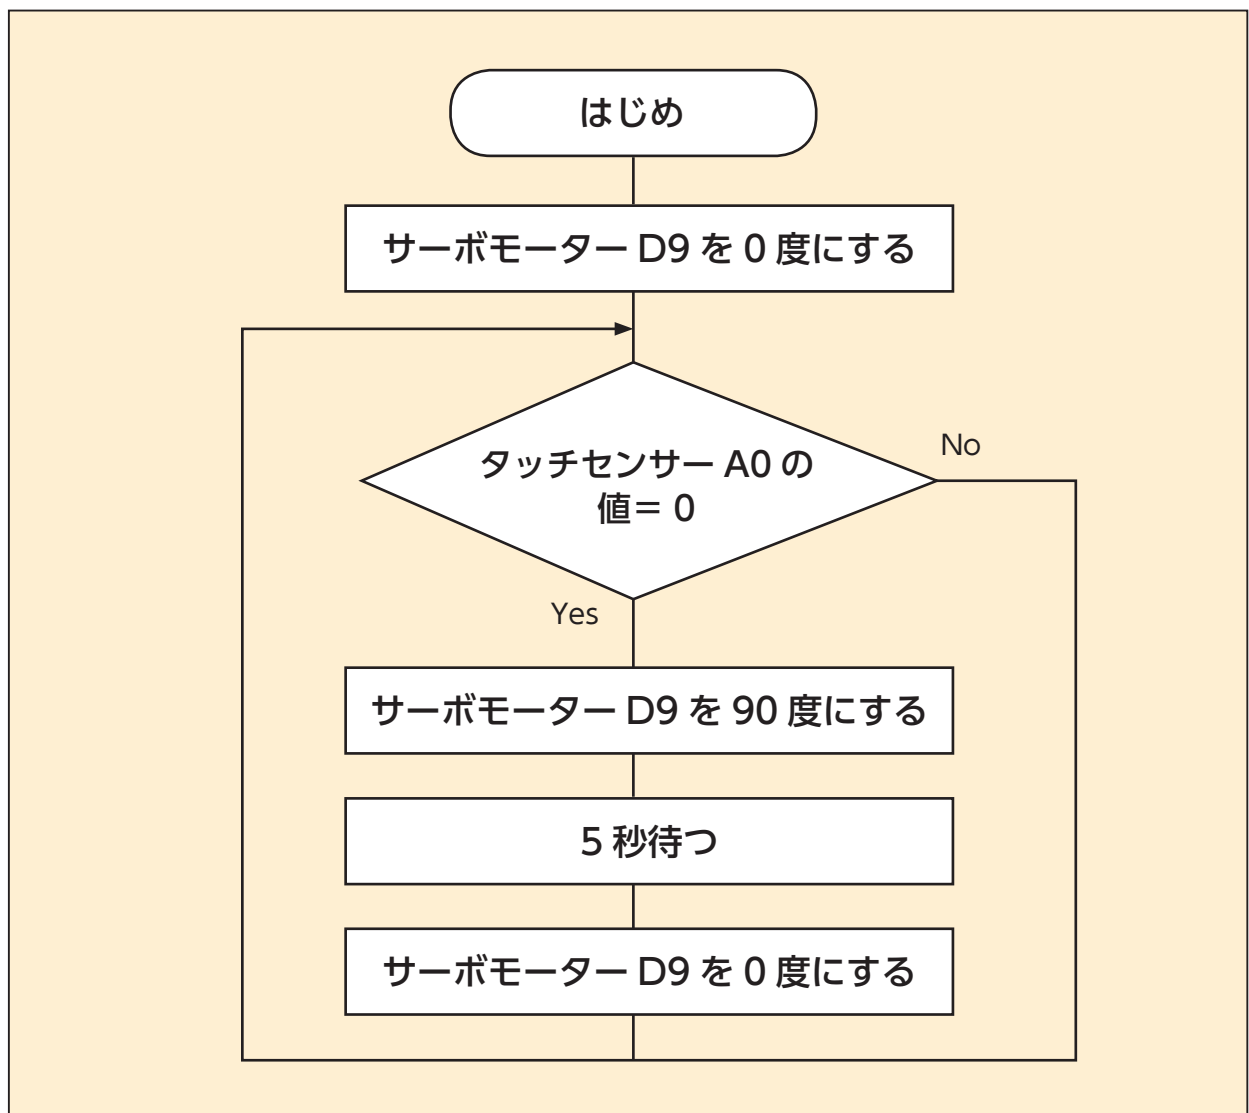 はじめ
サーボモーター D9 を 0 度にする
タッチセンサー A0 の
値＝ 0
No
Yes
サーボモーター D9 を 90 度にする
5 秒待つ
サーボモーター D9 を 0 度にする